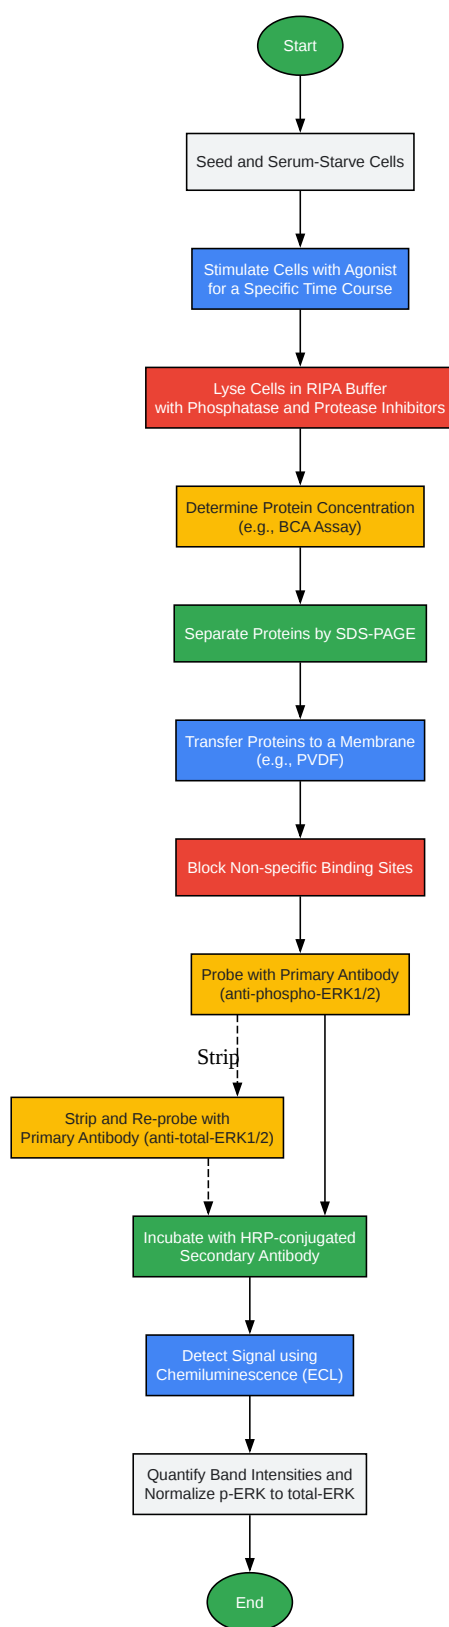 Start
Seed and Serum-Starve Cells
Stimulate Cells with Agonist
for a Specific Time Course
Lyse Cells in RIPA Buffer
with Phosphatase and Protease Inhibitors
Determine Protein Concentration
(e.g., BCA Assay)
Separate Proteins by SDS-PAGE
Transfer Proteins to a Membrane
(e.g., PVDF)
Block Non-specific Binding Sites
Probe with Primary Antibody
(anti-phospho-ERK1/2)
Strip
Strip and Re-probe with
Primary Antibody (anti-total-ERK1/2)
Incubate with HRP-conjugated
Secondary Antibody
Detect Signal using
Chemiluminescence (ECL)
Quantify Band Intensities and
Normalize p-ERK to total-ERK
End